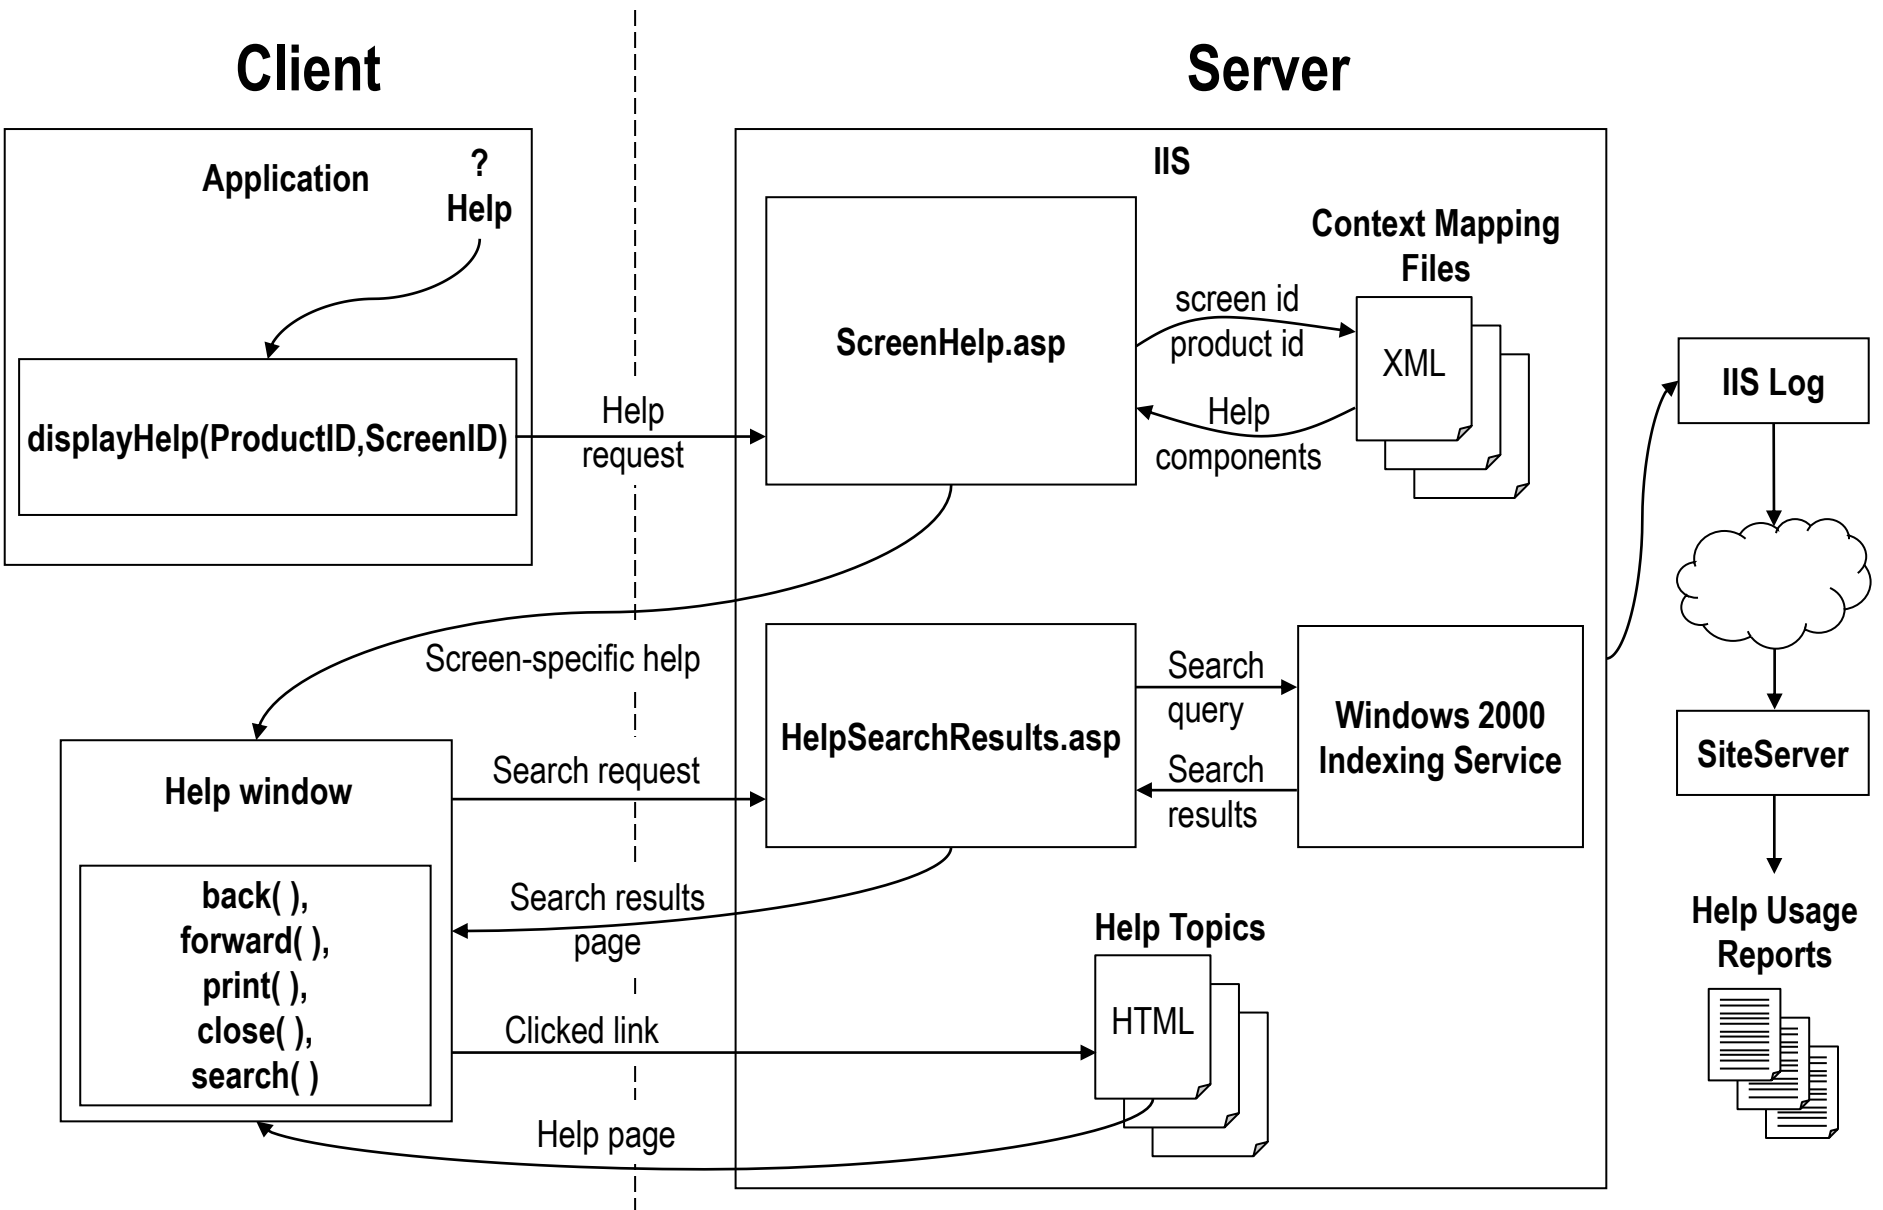 Client
Server
Application
?
Help
displayHelp(ProductID,ScreenID)
Help
request
IIS
ScreenHelp.asp
Context Mapping
Files
screen id
product id
XML
Help
components
IIS Log
Screen-specific help
HelpSearchResults.asp
Search
query
Search
results
Windows 2000
Indexing Service
SiteServer
Help window
Search request
back( ),
forward( ),
print( ),
close( ),
search( )
Search results
page
Clicked link
Help Topics
HTML
Help page
Help Usage
Reports